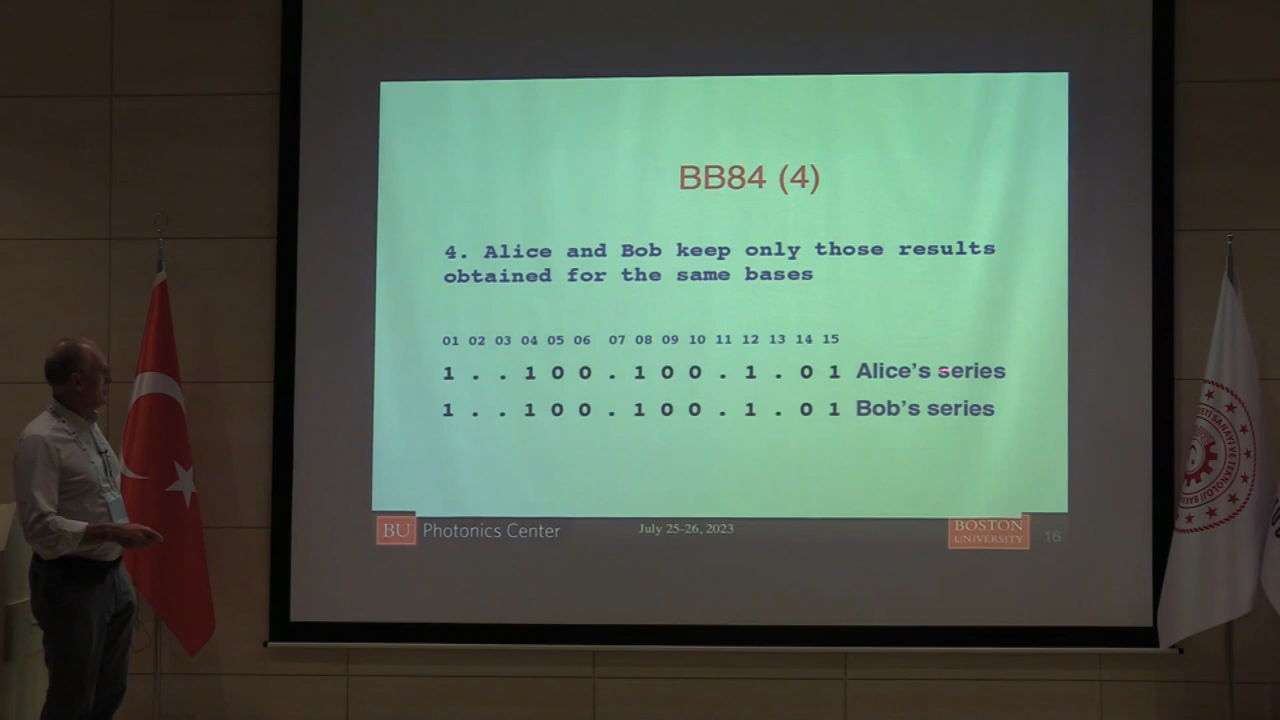 BB84 (4)
4. Alice and Bob keep only those results
obtained for the same bases
01 02 03 04 05 06 07 08 09 10 11 12 13 14 15
1 . . 1 0 0 . 1 0 0 . 1 . 0 1 Alice's series
1 . . 1 0 0 . 1 0 0 . 1 . 0 1 Bob's series
BU Photonics Center
July 25-26, 2023
BOSTON
UNIVERSITY
16